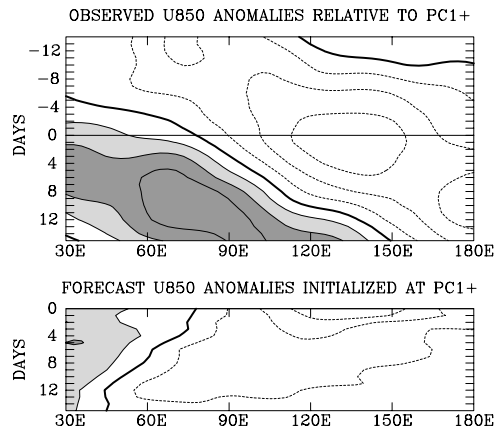 OBSERVED U850 ANOMALIES RELATIVE TO PC1+
-12
-8
-4
0
4
8
12
DAYS
30E 60E 90E 120E 150E 180E
FORECAST U850 ANOMALIES INITIALIZED AT PC1+
0
4
8
12
DAYS
30E 60E 90E 120E 150E 180E